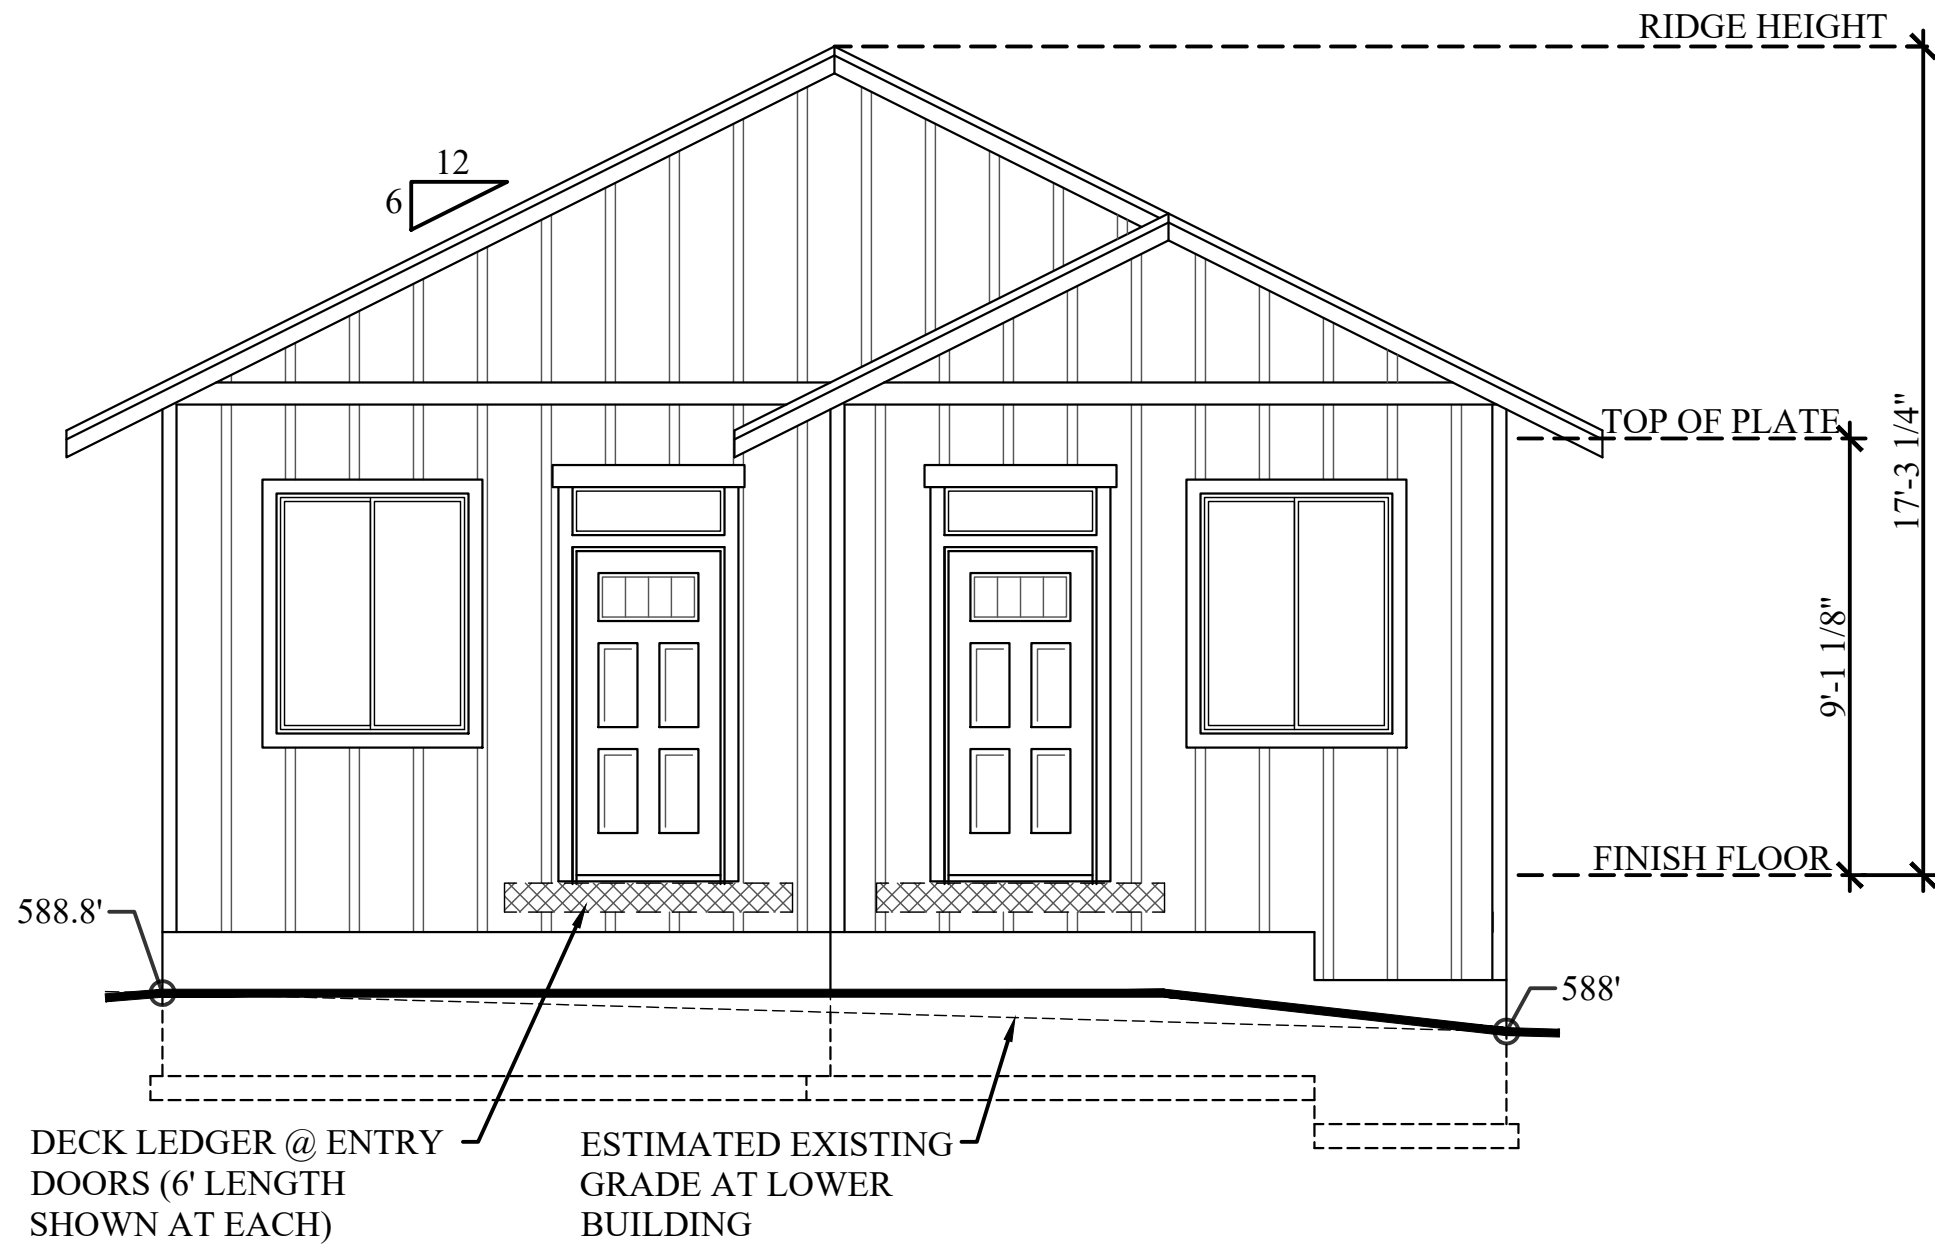 RIDGE HEIGHT
12
6
TOP OF PLATE
17'-3 1/4"
9'-1 1/8"
FINISH FLOOR
588.8'
588'
DECK LEDGER @ ENTRY
DOORS (6' LENGTH
SHOWN AT EACH)
ESTIMATED EXISTING
GRADE AT LOWER
BUILDING